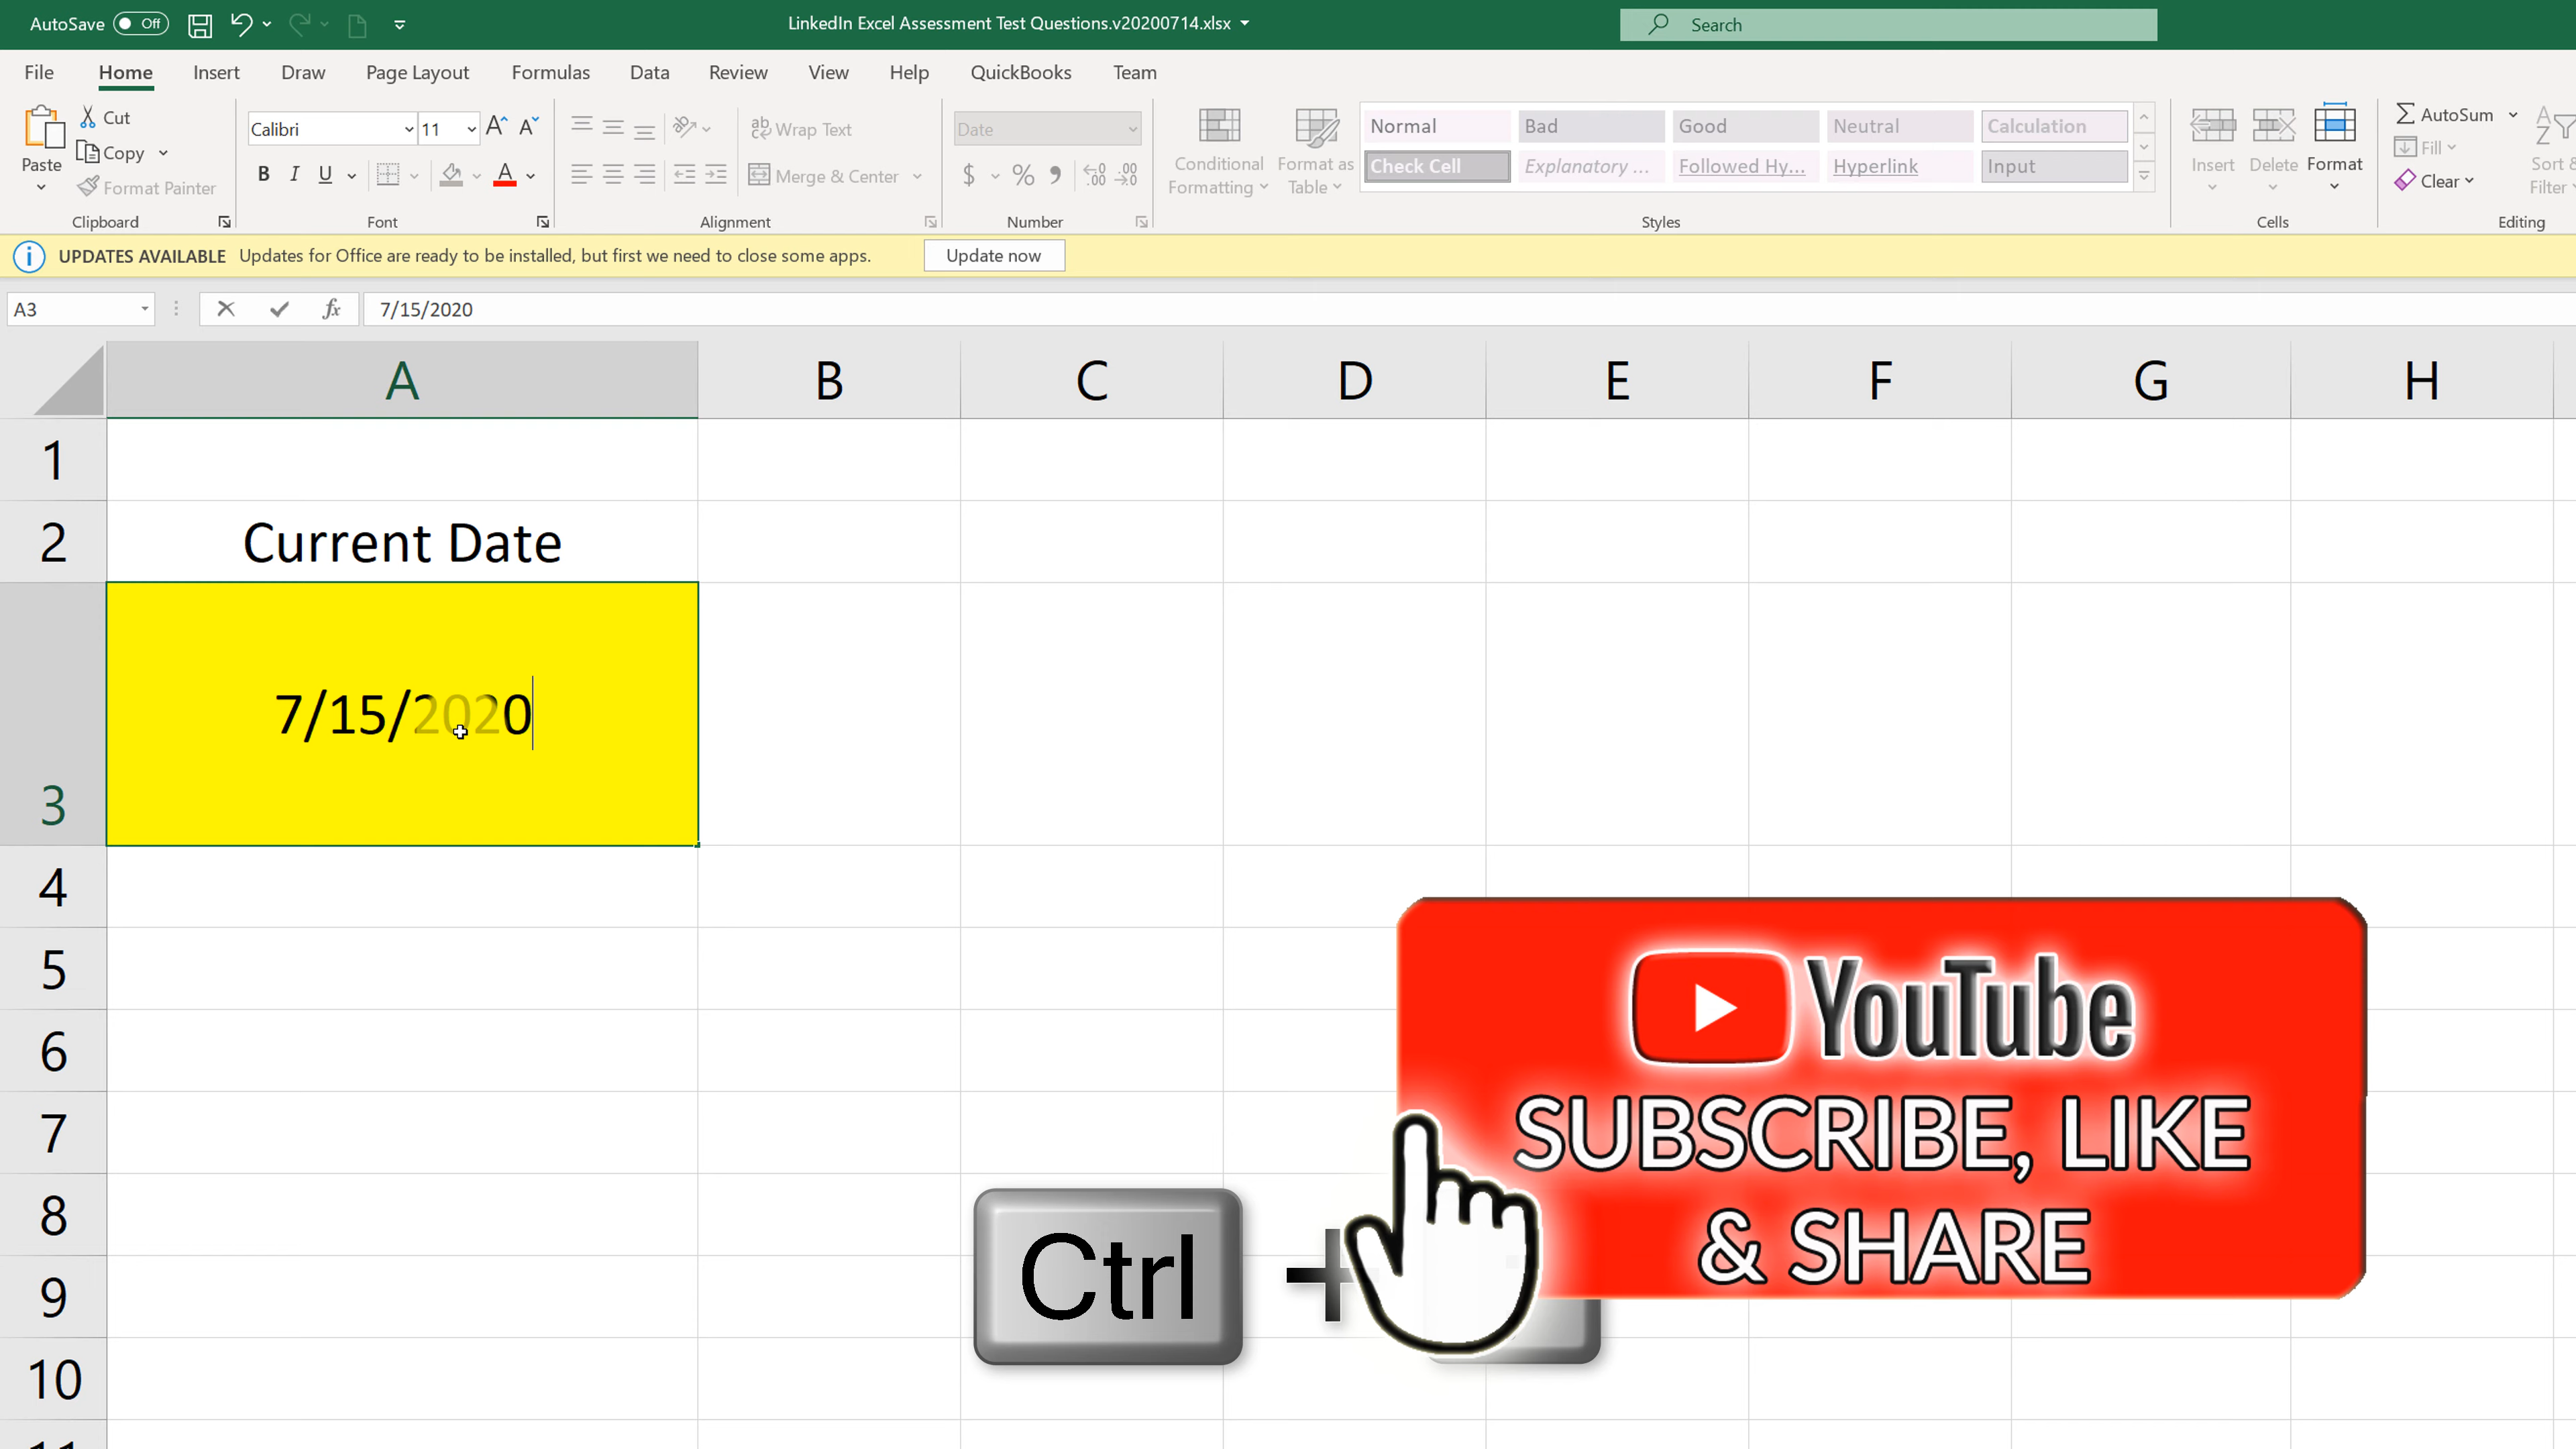 AutoSave Off LinkedIn Excel Assessment Test Questions.v20200714.xlsx Search
File Home Insert Draw Page Layout Formulas Data Review View Help QuickBooks Team
Paste Cut Copy Format Painter Clipboard
Calibri 11 B I U A Font
ab Wrap Text Merge & Center Alignment
Date $ % Number
Conditional Formatting Format as Table
Normal Bad Good Neutral Calculation
Check Cell Explanatory ... Followed Hy... Hyperlink Input
Styles
Insert Delete Format Cells
AutoSum Fill Clear Sort & Filter Editing
UPDATES AVAILABLE Updates for Office are ready to be installed, but first we need to close some apps. Update now
A3 fx 7/15/2020
A B C D E F G H
1
2 Current Date
3 7/15/2020
4
5
6
7
8
9
10
11
YouTube
SUBSCRIBE, LIKE
& SHARE
Ctrl +